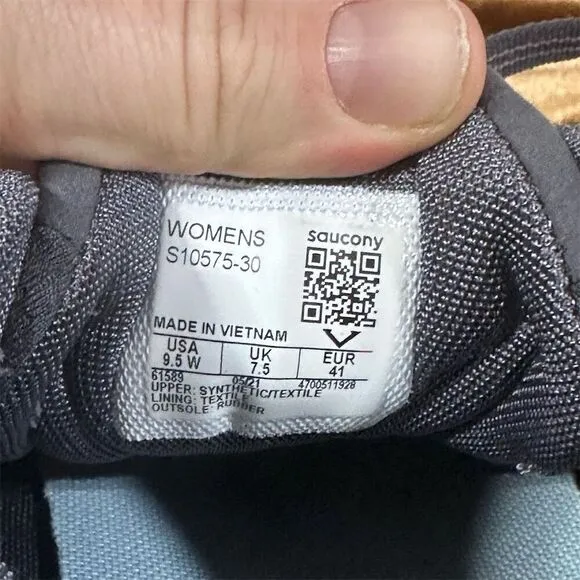 WOMENS
S10575-30
saucony
MADE IN VIETNAM
USA UK EUR
9.5 W 7.5 41
61589 05/21 4700511928
UPPER: SYNTHETIC/TEXTILE
LINING: TEXTILE
OUTSOLE: RUBBER